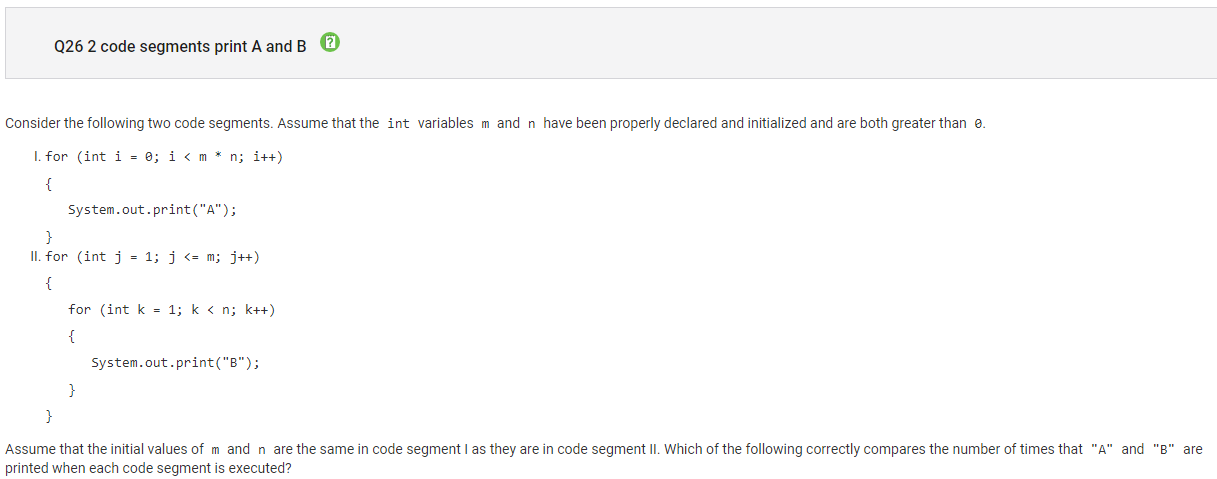 Q26 2 code segments print A and B
Consider the following two code segments. Assume that the int variables m and n have been properly declared and initialized and are both greater than 0.
I. for (int i = 0; i < m * n; i++)
{
System.out.print("A");
}
II. for (int j = 1; j <= m; j++)
{
for (int k = 1; k < n; k++)
{
System.out.print("B");
}
}
Assume that the initial values of m and n are the same in code segment I as they are in code segment II. Which of the following correctly compares the number of times that "A" and "B" are
printed when each code segment is executed?